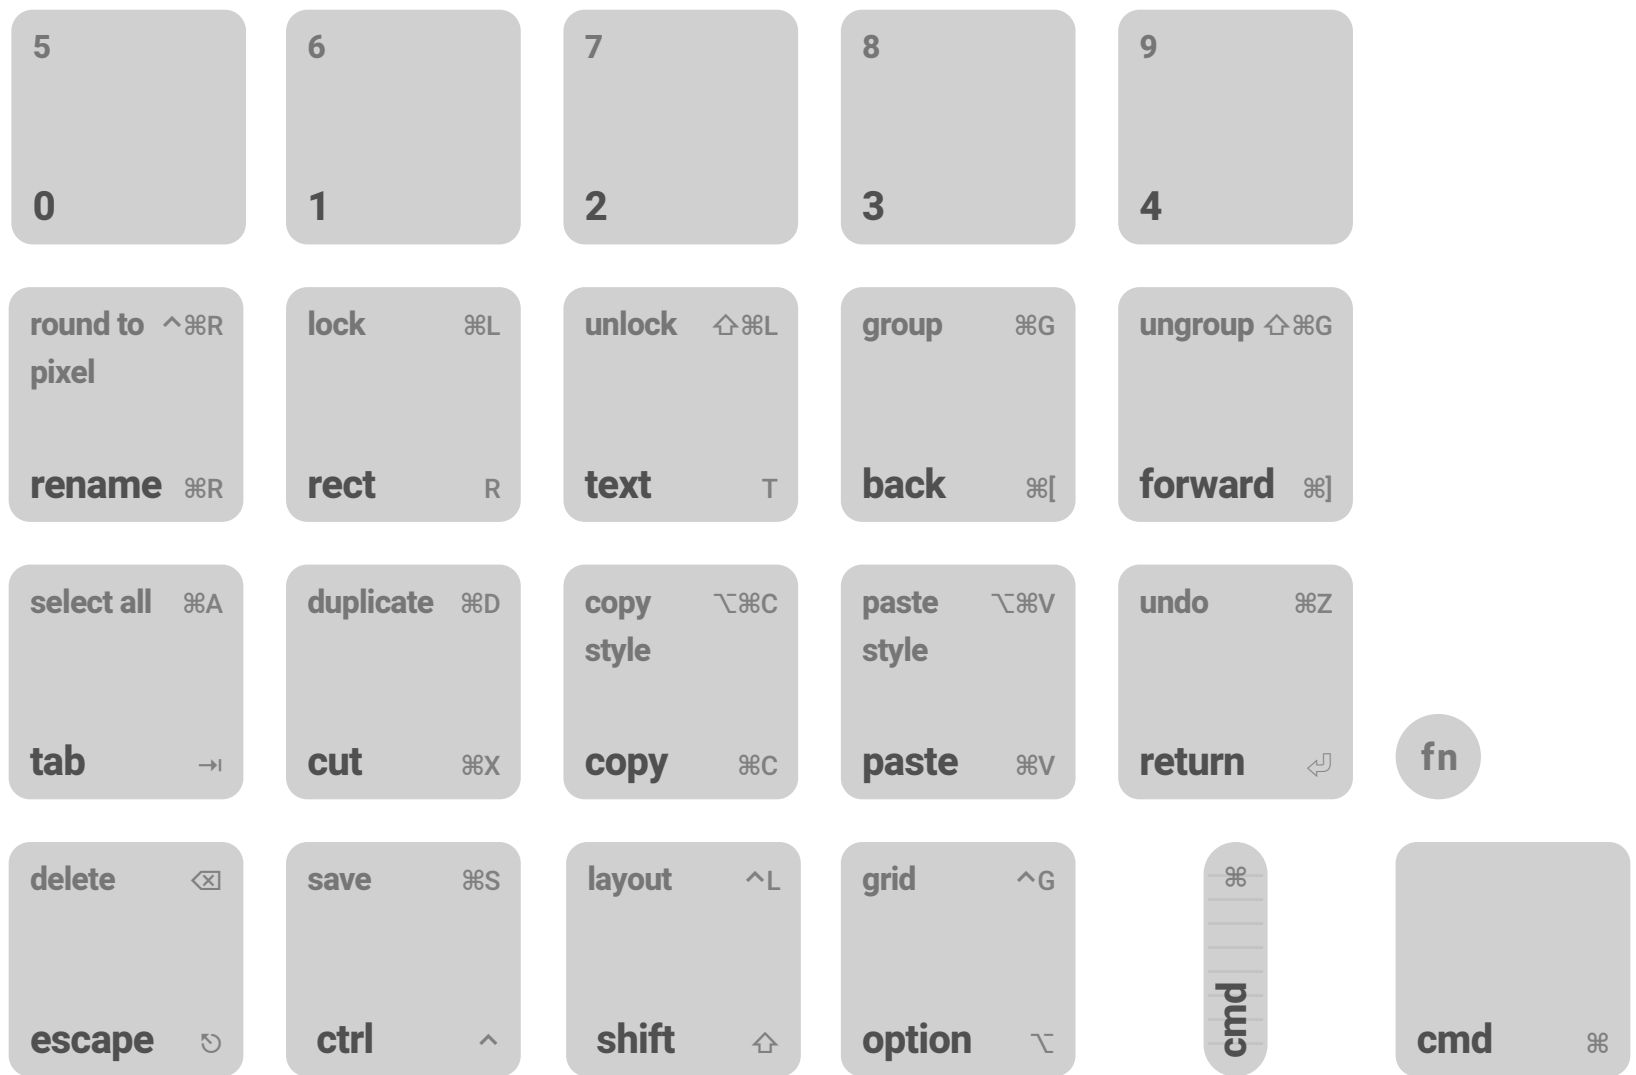 5 6 7 8 9
0 1 2 3 4
round to ^⌘R lock ⌘L unlock ⇧⌘L group ⌘G ungroup ⇧⌘G
pixel
rename ⌘R rect R text T back ⌘[ forward ⌘]
select all ⌘A duplicate ⌘D copy ⌥⌘C paste ⌥⌘V undo ⌘Z
style style
tab ⇥ cut ⌘X copy ⌘C paste ⌘V return ⏎ fn
delete ⌫ save ⌘S layout ^L grid ^G ⌘
escape ⎋ ctrl ^ shift ⇧ option ⌥ cmd cmd ⌘